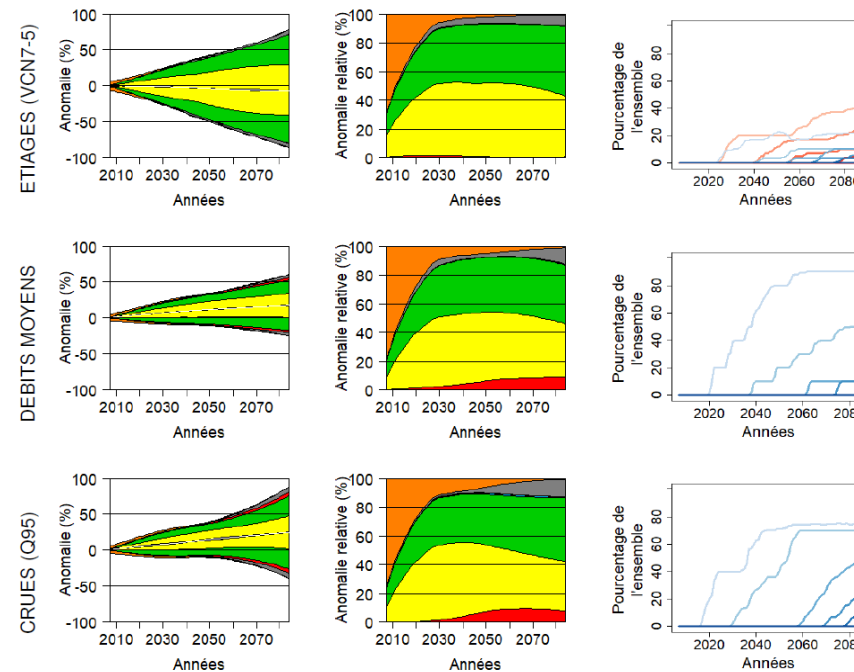 ETIAGES (VCN7-5)
Anomalie (%)
100
50
0
-50
-100
2010 2030 2050 2070
Années
Anomalie relative (%)
100
80
60
40
20
0
2010 2030 2050 2070
Années
Pourcentage de
l'ensemble
80
60
40
20
0
2020 2040 2060
Années
DEBITS MOYENS
Anomalie (%)
100
50
0
-50
-100
2010 2030 2050 2070
Années
Anomalie relative (%)
100
80
60
40
20
0
2010 2030 2050 2070
Années
Pourcentage de
l'ensemble
80
60
40
20
0
2020 2040 2060
Années
CRUES (Q95)
Anomalie (%)
100
50
0
-50
-100
2010 2030 2050 2070
Années
Anomalie relative (%)
100
80
60
40
20
0
2010 2030 2050 2070
Années
Pourcentage de
l'ensemble
80
60
40
20
0
2020 2040 2060
Années